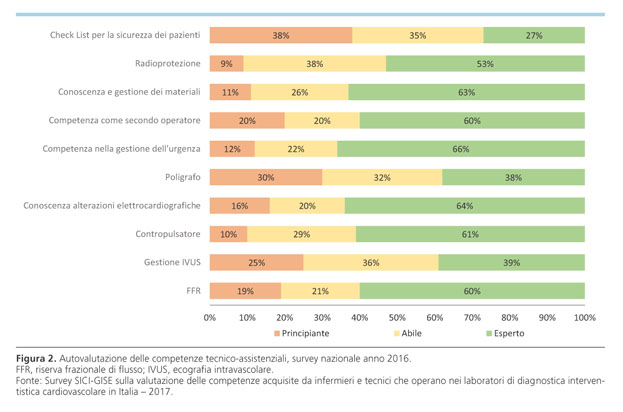 Check List per la sicurezza dei pazienti 38% 35% 27%
Radioprotezione 9% 38% 53%
Conoscenza e gestione dei materiali 11% 26% 63%
Competenza come secondo operatore 20% 20% 60%
Competenza nella gestione dell'urgenza 12% 22% 66%
Poligrafo 30% 32% 38%
Conoscenza alterazioni elettrocardiografiche 16% 20% 64%
Contropulsatore 10% 29% 61%
Gestione IVUS 25% 36% 39%
FFR 19% 21% 60%
0% 10% 20% 30% 40% 50% 60% 70% 80% 90% 100%
Principiante Abile Esperto
Figura 2. Autovalutazione delle competenze tecnico-assistenziali, survey nazionale anno 2016.
FFR, riserva frazionale di flusso; IVUS, ecografia intravascolare.
Fonte: Survey SICI-GISE sulla valutazione delle competenze acquisite da infermieri e tecnici che operano nei laboratori di diagnostica interven-
tistica cardiovascolare in Italia – 2017.